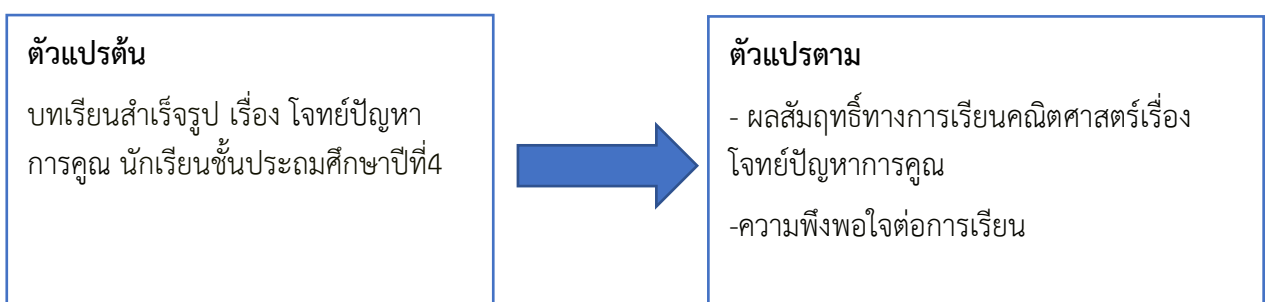 ตัวแปรต้น
บทเรียนสำเร็จรูป เรื่อง โจทย์ปัญหา
การคูณ นักเรียนชั้นประถมศึกษาปีที่4
ตัวแปรตาม
- ผลสัมฤทธิ์ทางการเรียนคณิตศาสตร์เรื่อง
โจทย์ปัญหาการคูณ
-ความพึงพอใจต่อการเรียน